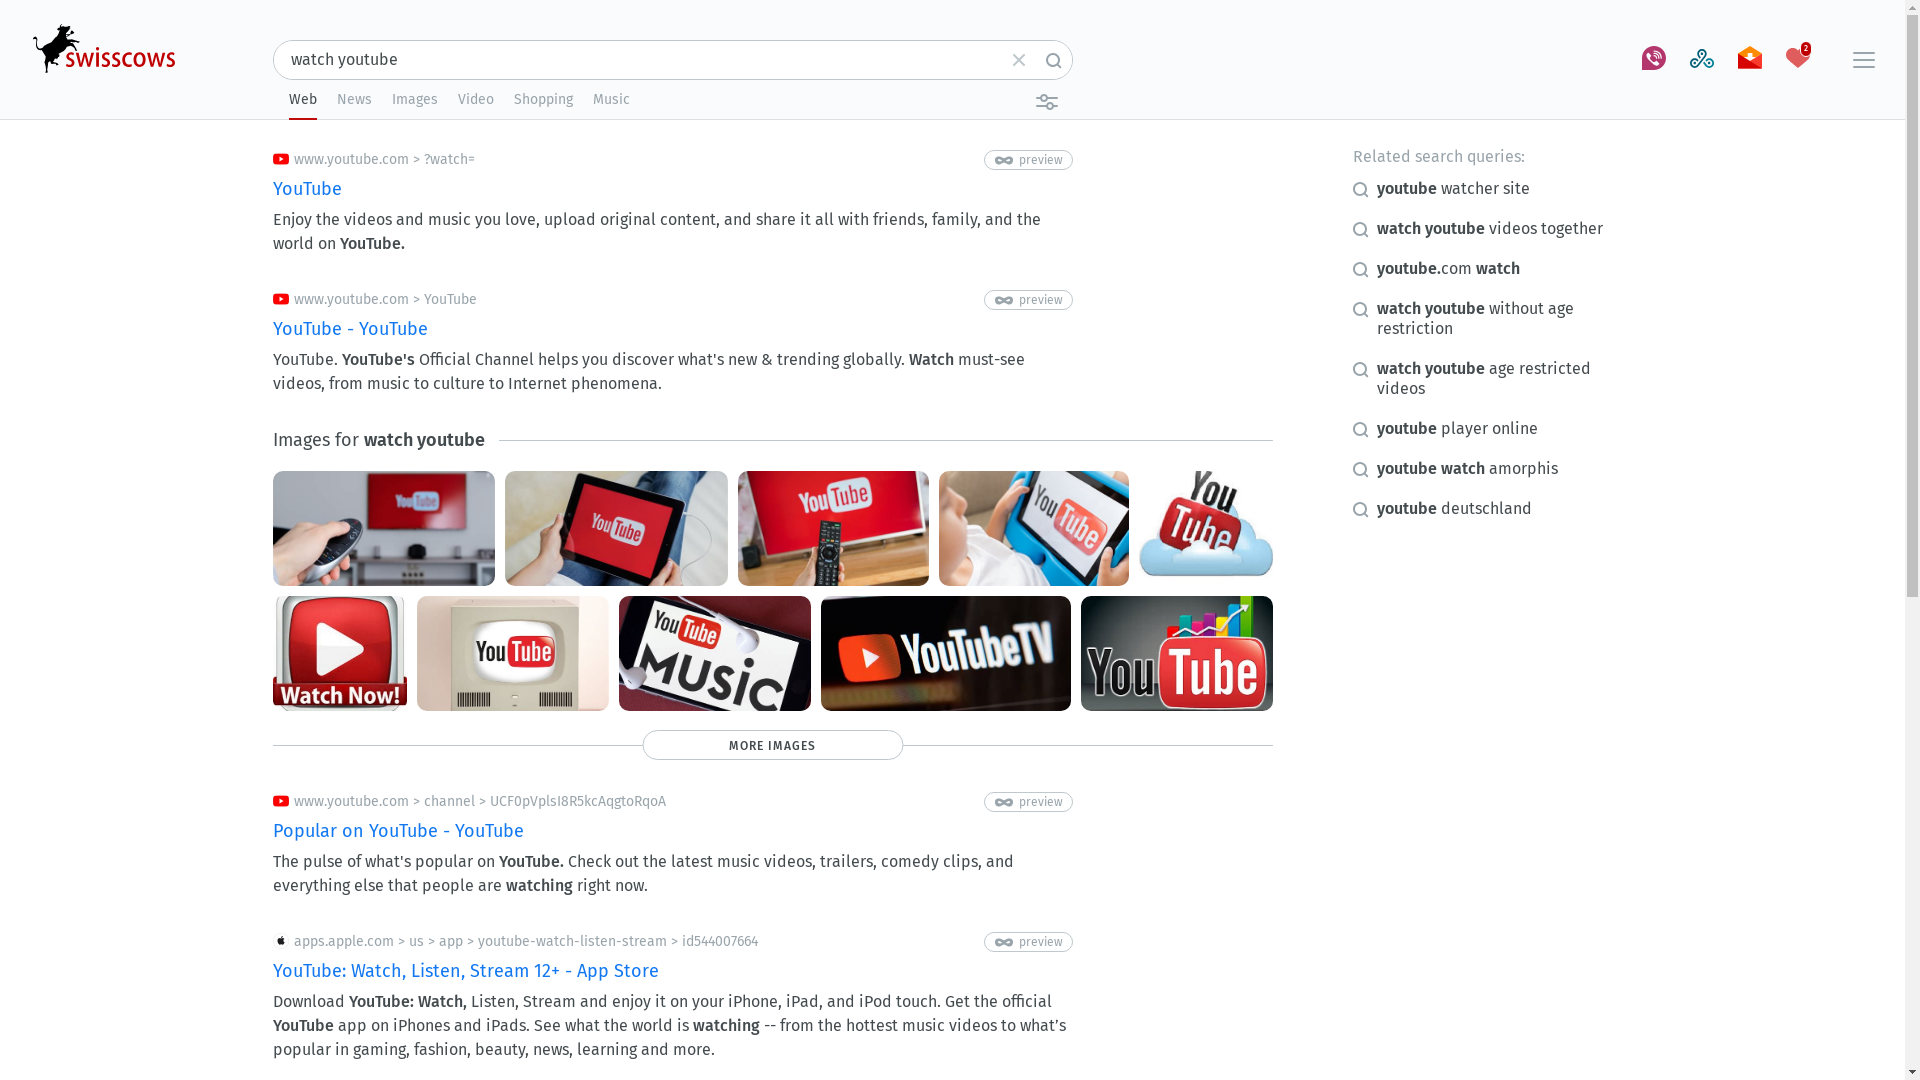 swisscows
watch youtube
2
Web News Images Video Shopping Music
www.youtube.com > ?watch=
preview
YouTube
Enjoy the videos and music you love, upload original content, and share it all with friends, family, and the
world on YouTube.
www.youtube.com > YouTube
preview
YouTube - YouTube
YouTube. YouTube's Official Channel helps you discover what's new & trending globally. Watch must-see
videos, from music to culture to Internet phenomena.
Images for watch youtube
YouTube
YouTube
YouTube
YouTube
You
Tube
Watch Now!
YouTube
YouTube
MUSIC
YouTubeTV
YouTube
MORE IMAGES
www.youtube.com > channel > UCF0pVplsI8R5kcAqgtoRqoA
preview
Popular on YouTube - YouTube
The pulse of what's popular on YouTube. Check out the latest music videos, trailers, comedy clips, and
everything else that people are watching right now.
apps.apple.com > us > app > youtube-watch-listen-stream > id544007664
preview
YouTube: Watch, Listen, Stream 12+ - App Store
Download YouTube: Watch, Listen, Stream and enjoy it on your iPhone, iPad, and iPod touch. Get the official
YouTube app on iPhones and iPads. See what the world is watching -- from the hottest music videos to what’s
popular in gaming, fashion, beauty, news, learning and more.
Related search queries:
youtube watcher site
watch youtube videos together
youtube.com watch
watch youtube without age
restriction
watch youtube age restricted
videos
youtube player online
youtube watch amorphis
youtube deutschland